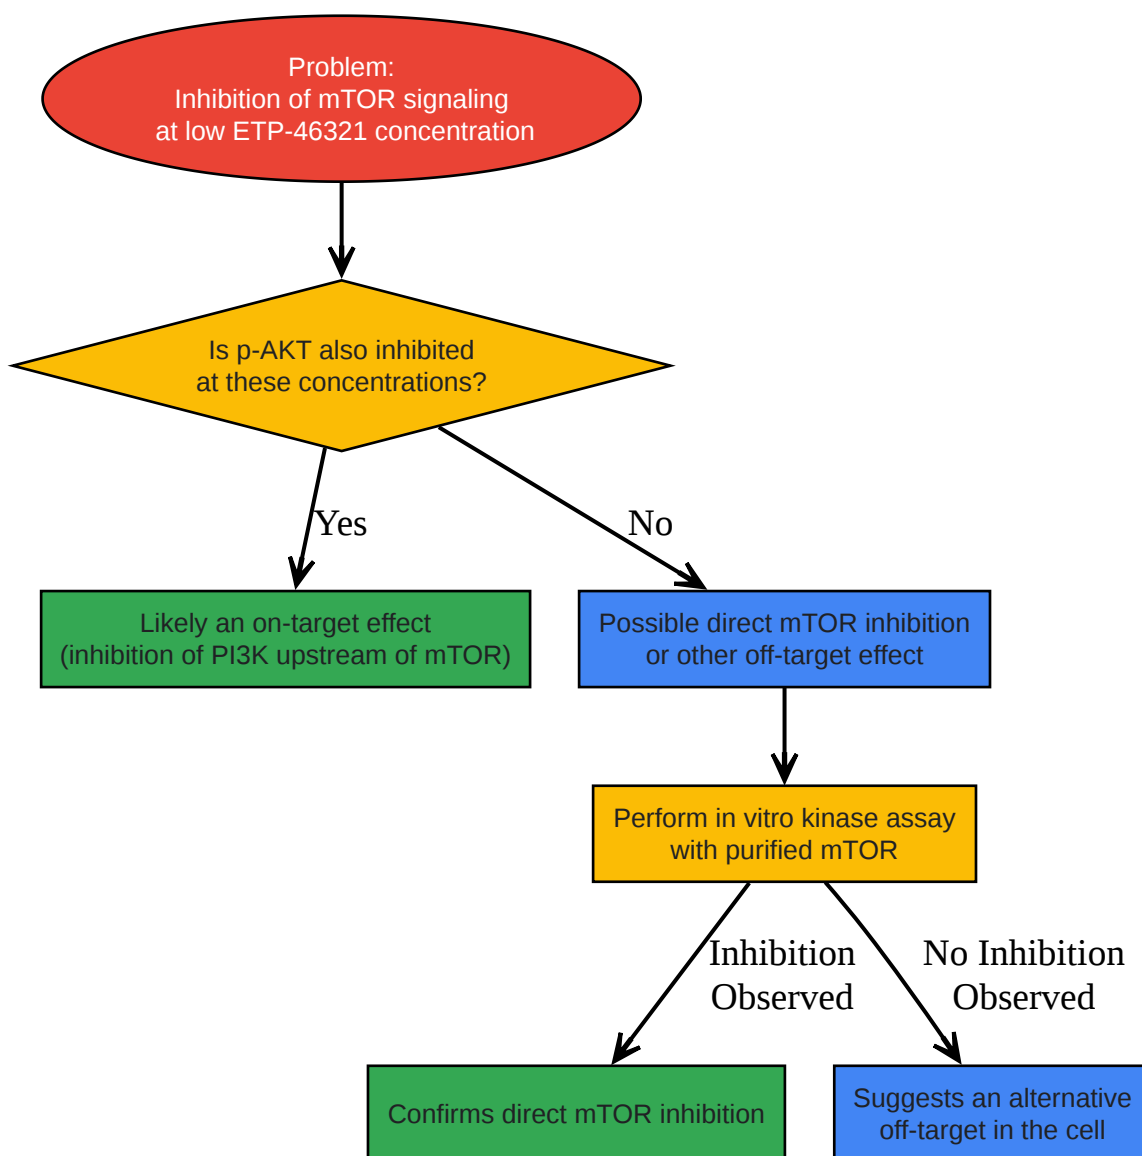 Problem:
Inhibition of mTOR signaling
at low ETP-46321 concentration
Is p-AKT also inhibited
at these concentrations?
Yes
No
Likely an on-target effect
(inhibition of PI3K upstream of mTOR)
Possible direct mTOR inhibition
or other off-target effect
Perform in vitro kinase assay
with purified mTOR
Inhibition
Observed
No Inhibition
Observed
Confirms direct mTOR inhibition
Suggests an alternative
off-target in the cell